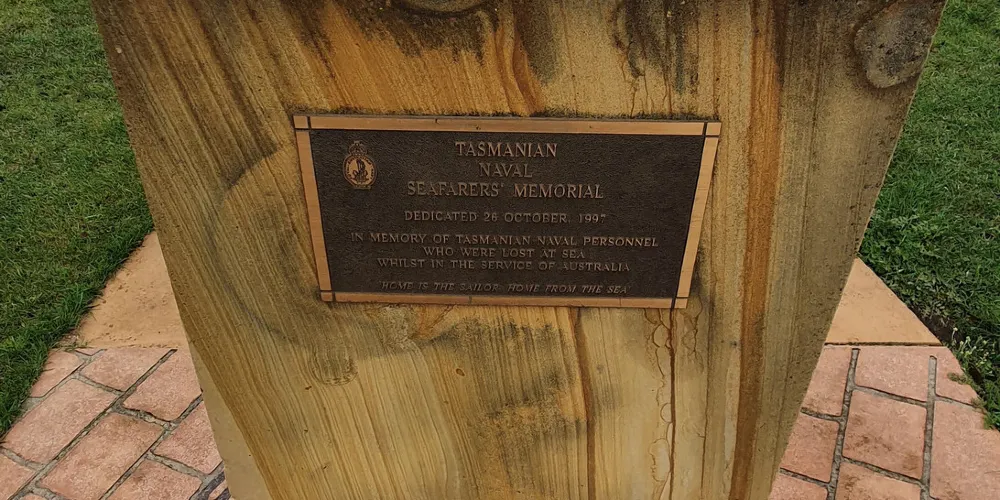 TASMANIAN
NAVAL
SEAFARERS' MEMORIAL
DEDICATED 26 OCTOBER, 1997
IN MEMORY OF TASMANIAN NAVAL PERSONNEL
WHO WERE LOST AT SEA
WHILST IN THE SERVICE OF AUSTRALIA
'HOME IS THE SAILOR, HOME FROM THE SEA'